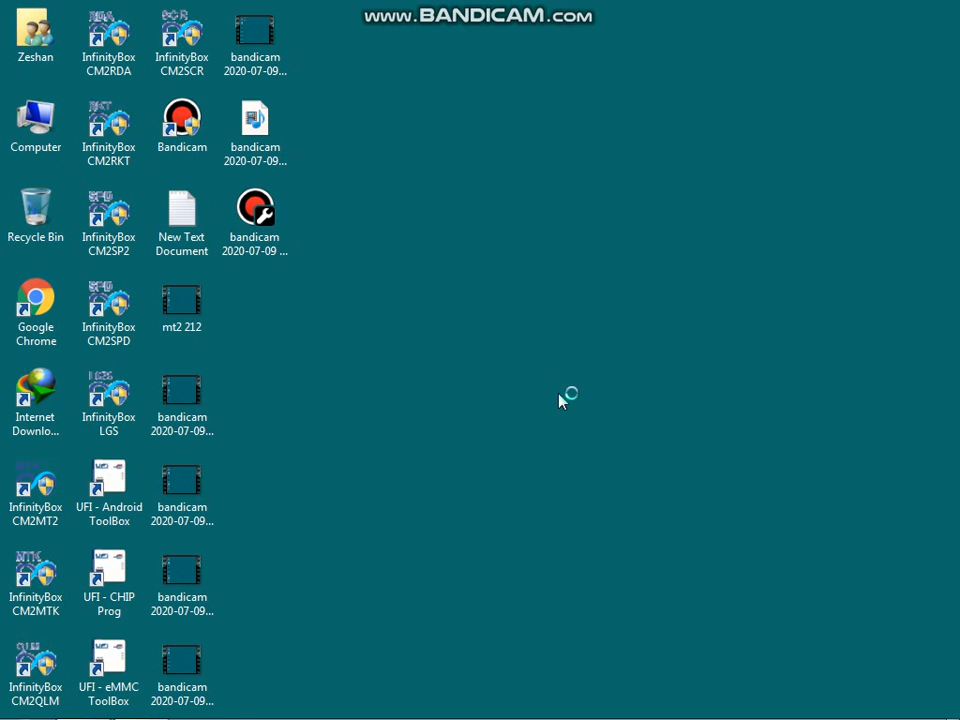 www.BANDICAM.com
Zeshan
InfinityBox
CM2RDA
InfinityBox
CM2SCR
bandicam
2020-07-09...
Computer
InfinityBox
CM2RKT
Bandicam
bandicam
2020-07-09...
Recycle Bin
InfinityBox
CM2SP2
New Text
Document
bandicam
2020-07-09 ...
Google
Chrome
InfinityBox
CM2SPD
mt2 212
Internet
Downlo...
InfinityBox
LGS
bandicam
2020-07-09...
InfinityBox
CM2MT2
UFI - Android
ToolBox
bandicam
2020-07-09...
InfinityBox
CM2MTK
UFI - CHIP
Prog
bandicam
2020-07-09...
InfinityBox
CM2QLM
UFI - eMMC
ToolBox
bandicam
2020-07-09...